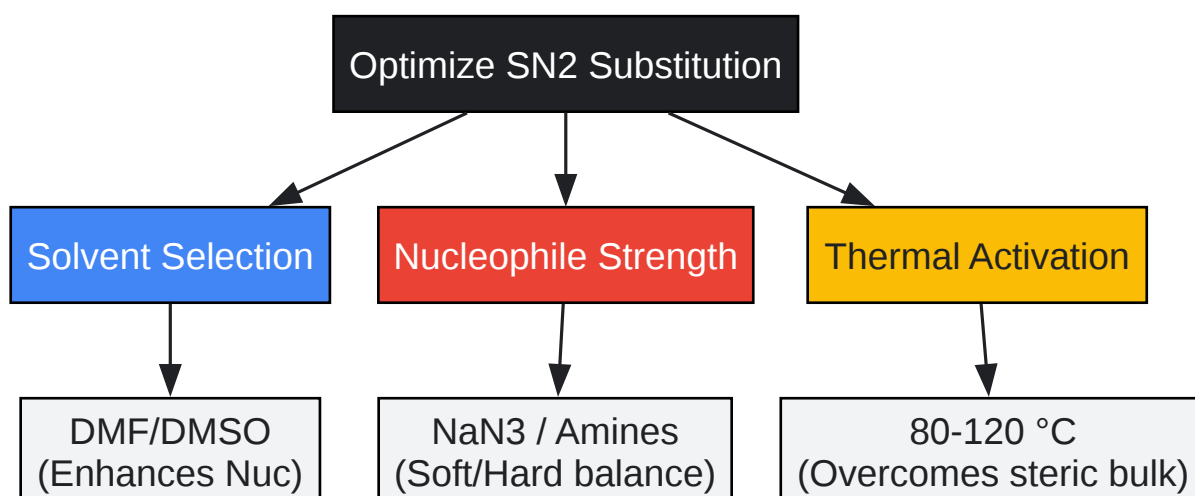 Optimize SN2 Substitution
Solvent Selection
Nucleophile Strength
Thermal Activation
DMF/DMSO
(Enhances Nuc)
NaN3 / Amines
(Soft/Hard balance)
80-120 °C
(Overcomes steric bulk)